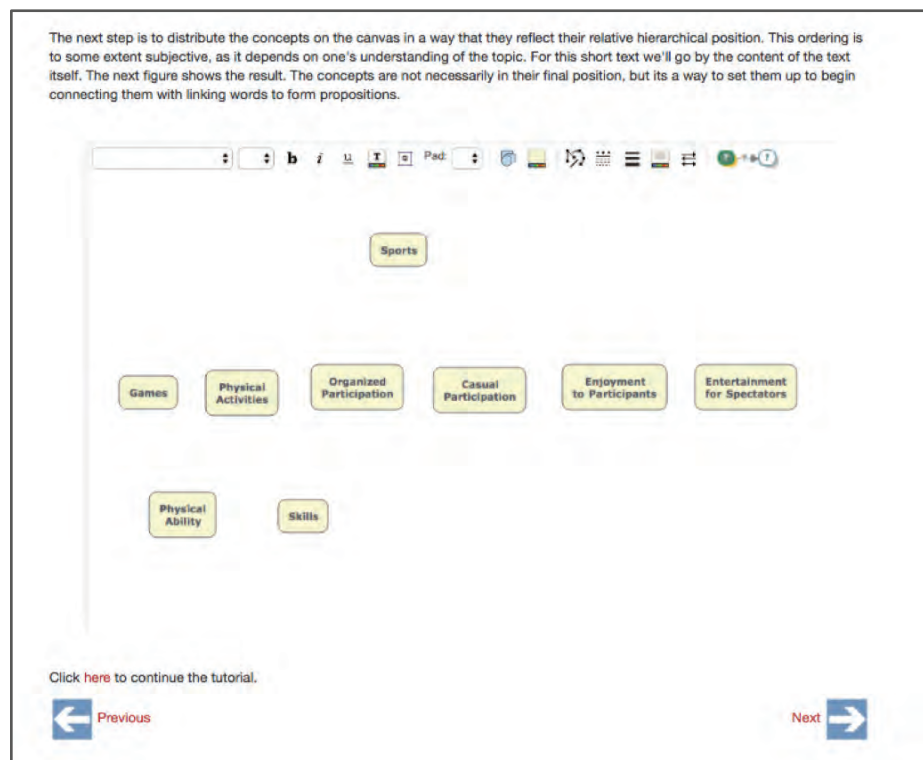 The next step is to distribute the concepts on the canvas in a way that they reflect their relative hierarchical position. This ordering is
to some extent subjective, as it depends on one's understanding of the topic. For this short text we'll go by the content of the text
itself. The next figure shows the result. The concepts are not necessarily in their final position, but its a way to set them up to begin
connecting them with linking words to form propositions.
b i u T Pad:
Sports
Games
Physical
Activities
Organized
Participation
Casual
Participation
Enjoyment
to Participants
Entertainment
for Spectators
Physical
Ability
Skills
Click here to continue the tutorial.
Previous
Next